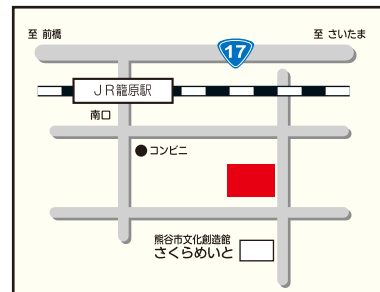 至 前橋
至 さいたま
17
JR籠原駅
南口
コンビニ
熊谷市文化創造館
さくらめいと